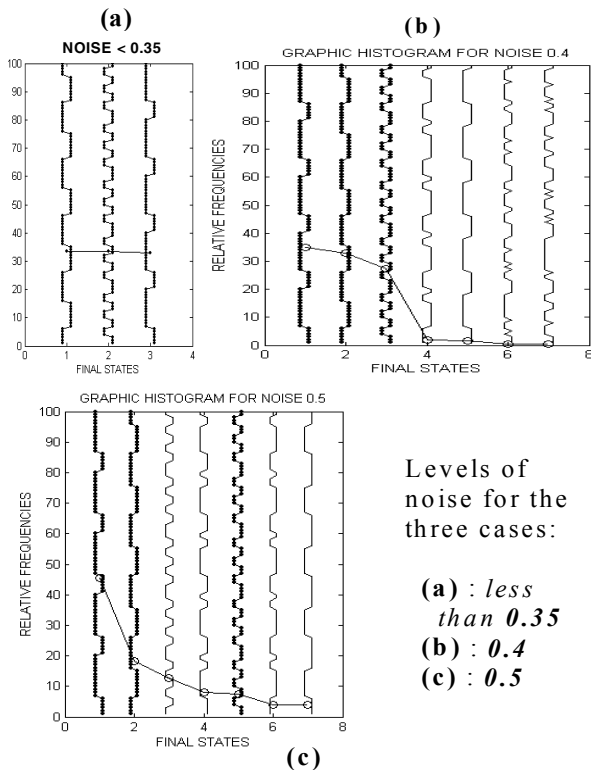 (a)
NOISE < 0.35
100
90
80
70
60
50
40
30
20
10
0
0 1 2 3 4
FINAL STATES
(b)
GRAPHIC HISTOGRAM FOR NOISE 0.4
RELATIVE FREQUENCIES
100
90
80
70
60
50
40
30
20
10
0
0 2 4 6 8
FINAL STATES
GRAPHIC HISTOGRAM FOR NOISE 0.5
RELATIVE FREQUENCIES
100
90
80
70
60
50
40
30
20
10
0
0 2 4 6 8
FINAL STATES
(c)
Levels of
noise for the
three cases:
(a) : less
than 0.35
(b) : 0.4
(c) : 0.5